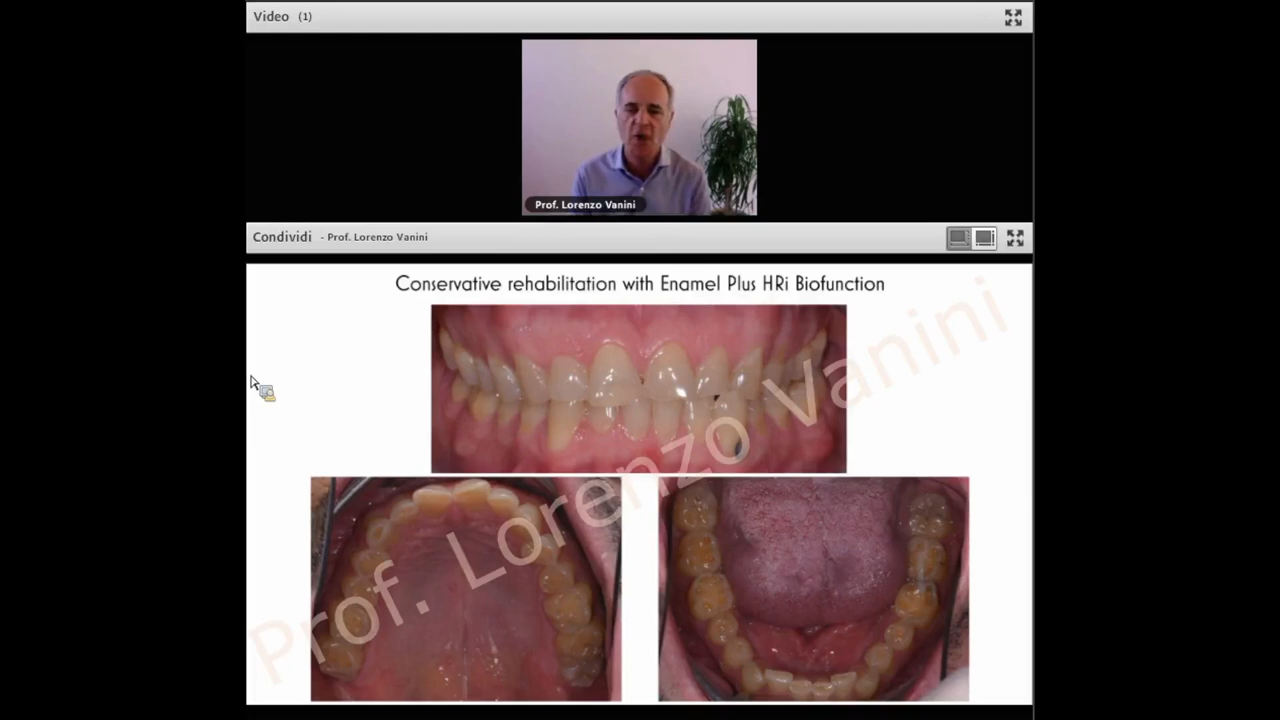 Video (1)
Prof. Lorenzo Vanini
Condividi - Prof. Lorenzo Vanini
Conservative rehabilitation with Enamel Plus HRi Biofunction
Prof. Lorenzo Vanini